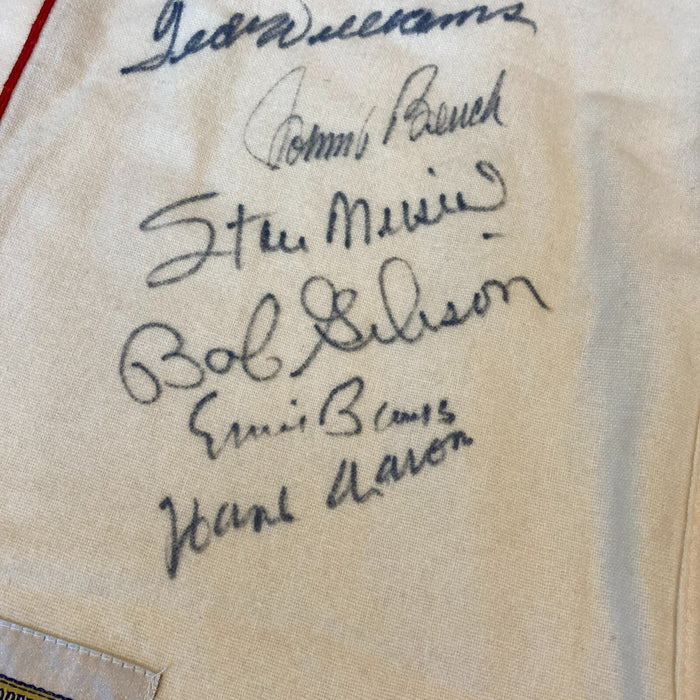 Ted Williams
Johnny Bench
Stan Musial
Bob Gibson
Ernie Banks
Hank Aaron